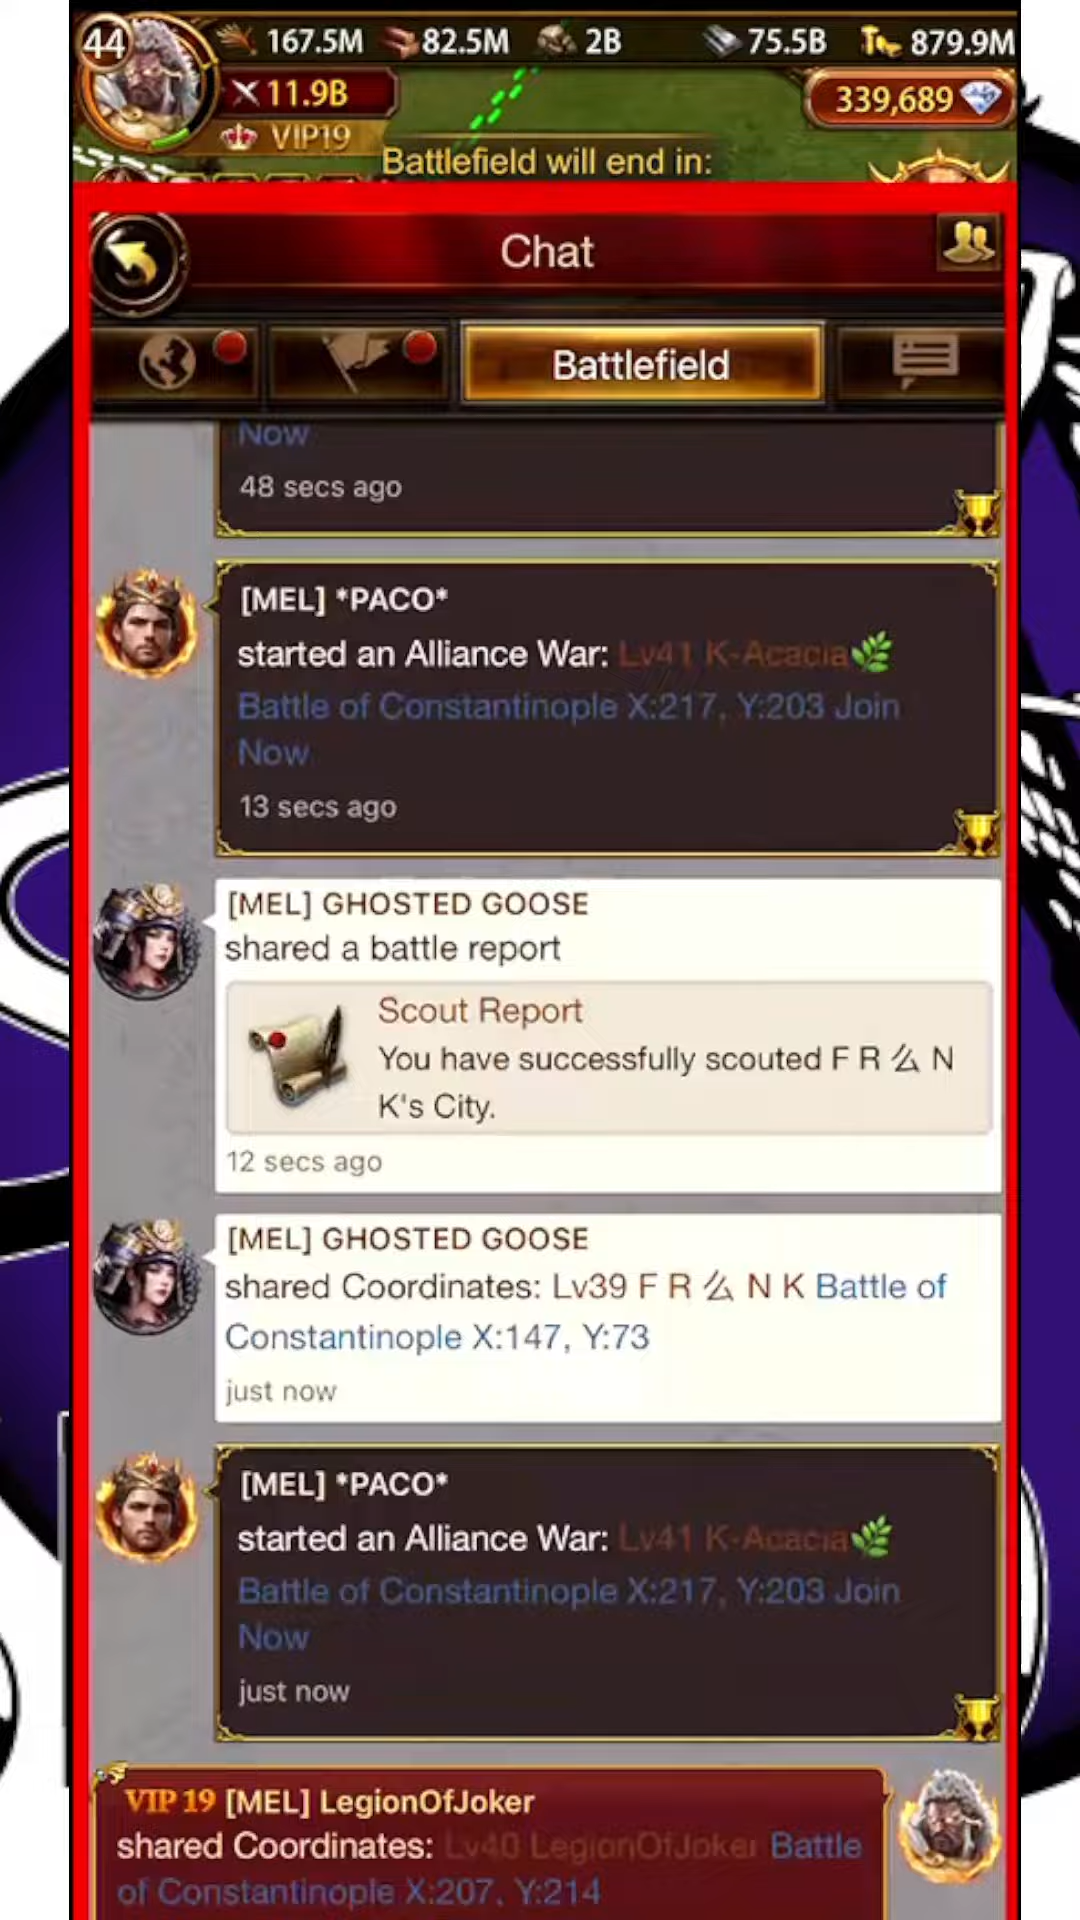 44
167.5M 82.5M 2B 75.5B 879.9M
11.9B
339,689
VIP19
Battlefield will end in:
Chat
Battlefield
Now
48 secs ago
[MEL] *PACO*
started an Alliance War: Lv41 K-Acacia🌿
Battle of Constantinople X:217, Y:203 Join
Now
13 secs ago
[MEL] GHOSTED GOOSE
shared a battle report
Scout Report
You have successfully scouted F R 么 N
K's City.
12 secs ago
[MEL] GHOSTED GOOSE
shared Coordinates: Lv39 F R 么 N K Battle of
Constantinople X:147, Y:73
just now
[MEL] *PACO*
started an Alliance War: Lv41 K-Acacia🌿
Battle of Constantinople X:217, Y:203 Join
Now
just now
VIP 19 [MEL] LegionOfJoker
shared Coordinates: Lv40 LegionOfJoker Battle
of Constantinople X:207, Y:214